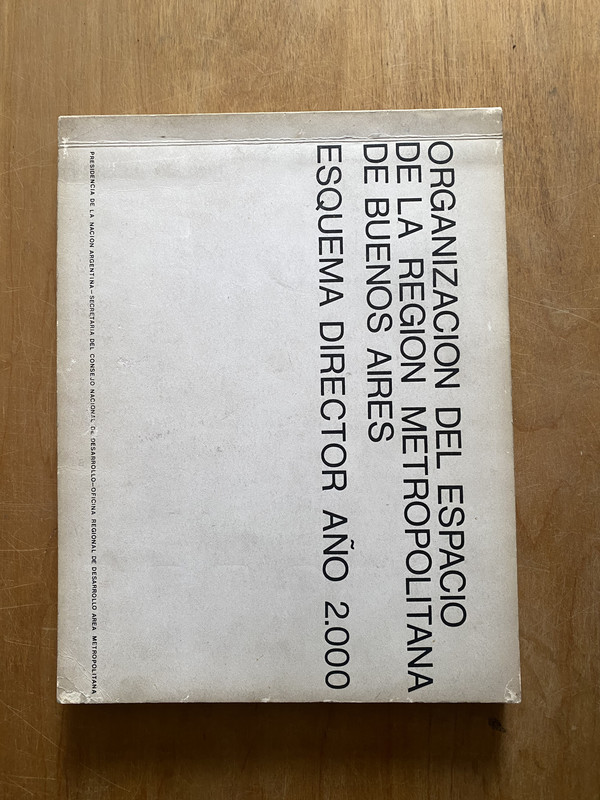 ORGANIZACION DEL ESPACIO
DE LA REGION METROPOLITANA
DE BUENOS AIRES
ESQUEMA DIRECTOR AÑO 2.000
PRESIDENCIA DE LA NACION ARGENTINA—SECRETARIA DEL CONSEJO NACIONAL DE DESARROLLO—OFICINA REGIONAL DE DESARROLLO AREA METROPOLITANA